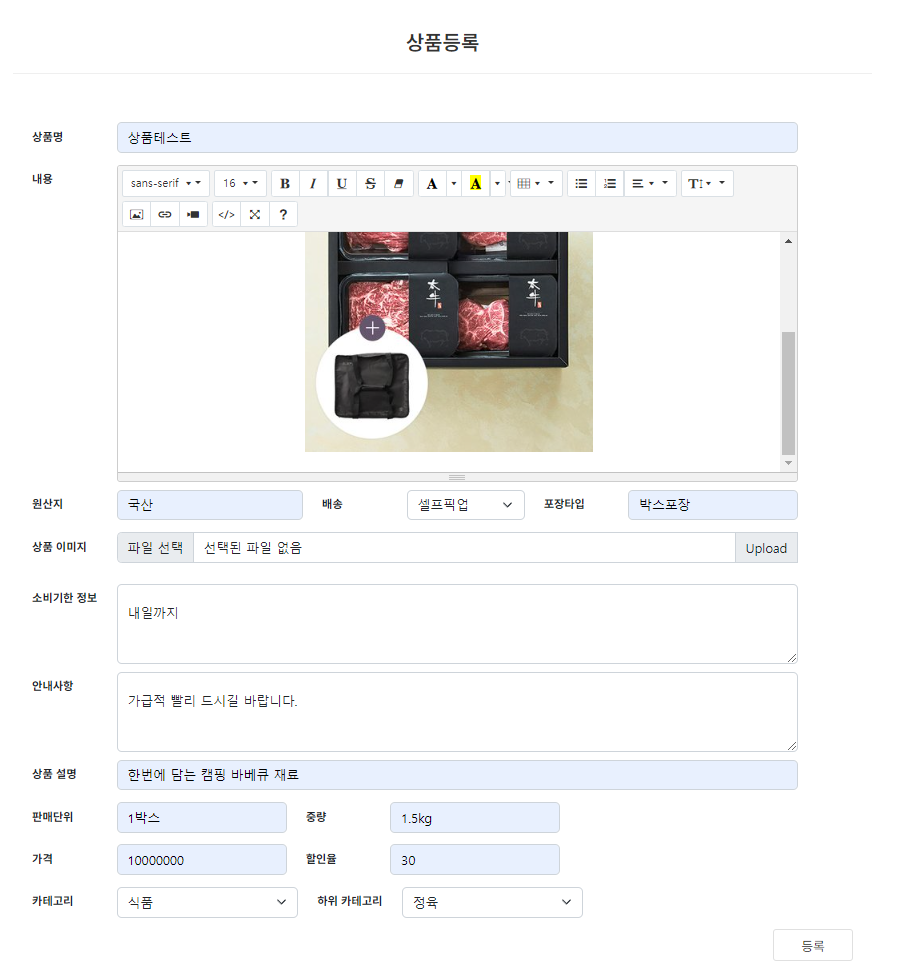 상품등록
상품명 상품테스트
내용 sans-serif 16 B I U S A A T
</> ?
太牛 太牛
원산지 국산 배송 셀프픽업 포장타입 박스포장
상품 이미지 파일 선택 선택된 파일 없음 Upload
소비기한 정보 내일까지
안내사항 가급적 빨리 드시길 바랍니다.
상품 설명 한번에 담는 캠핑 바베큐 재료
판매단위 1박스 중량 1.5kg
가격 10000000 할인율 30
카테고리 식품 하위 카테고리 정육
등록